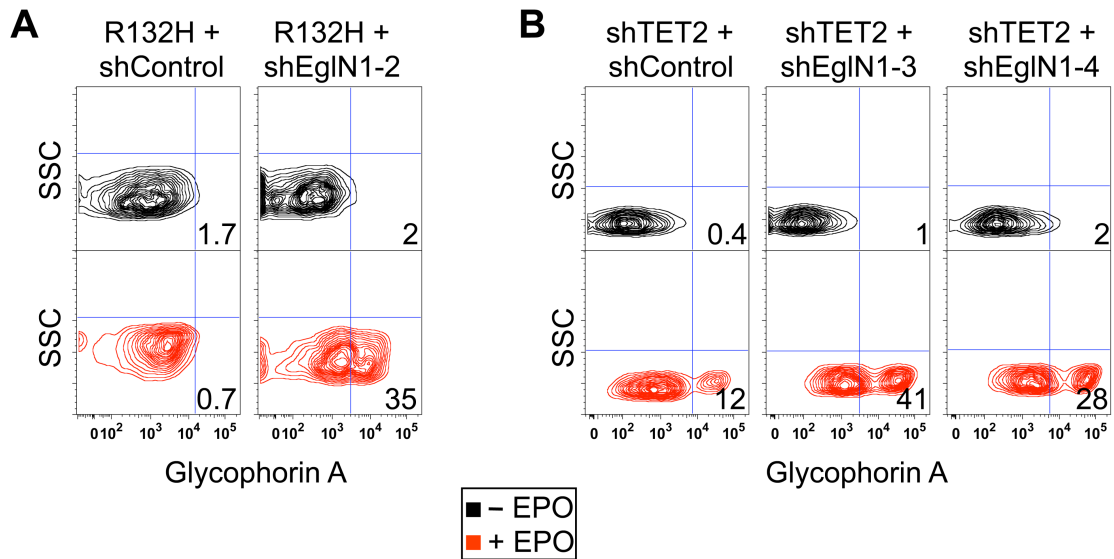 A
B
R132H +
shControl
R132H +
shEglN1-2
shTET2 +
shControl
shTET2 +
shEglN1-3
shTET2 +
shEglN1-4
SSC
1.7
2
SSC
0.4
1
2
SSC
0.7
35
SSC
12
41
28
0 10² 10³ 10⁴ 10⁵
0 10² 10³ 10⁴ 10⁵
0 10² 10³ 10⁴ 10⁵
0 10² 10³ 10⁴ 10⁵
0 10² 10³ 10⁴ 10⁵
Glycophorin A
Glycophorin A
– EPO
+ EPO